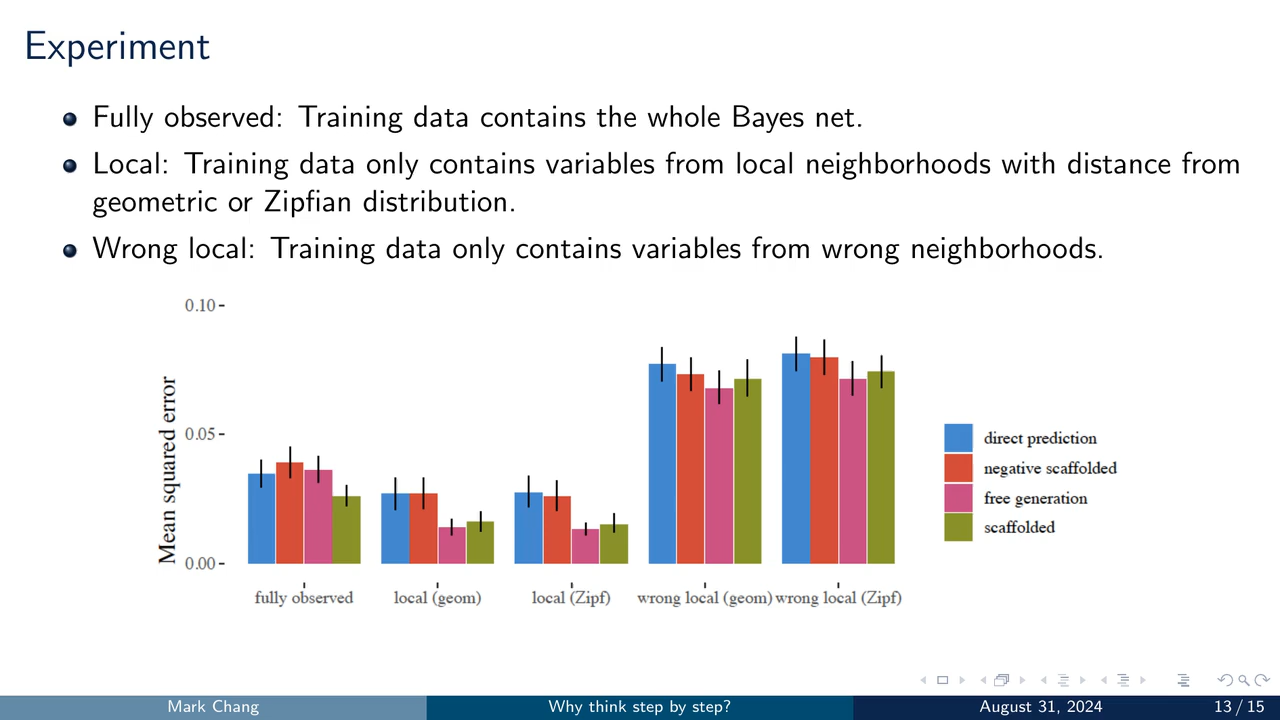 Experiment
Fully observed: Training data contains the whole Bayes net.
Local: Training data only contains variables from local neighborhoods with distance from
geometric or Zipfian distribution.
Wrong local: Training data only contains variables from wrong neighborhoods.
0.10
0.05
0.00
Mean squared error
fully observed
local (geom)
local (Zipf)
wrong local (geom)
wrong local (Zipf)
direct prediction
negative scaffolded
free generation
scaffolded
Mark Chang
Why think step by step?
August 31, 2024
13 / 15